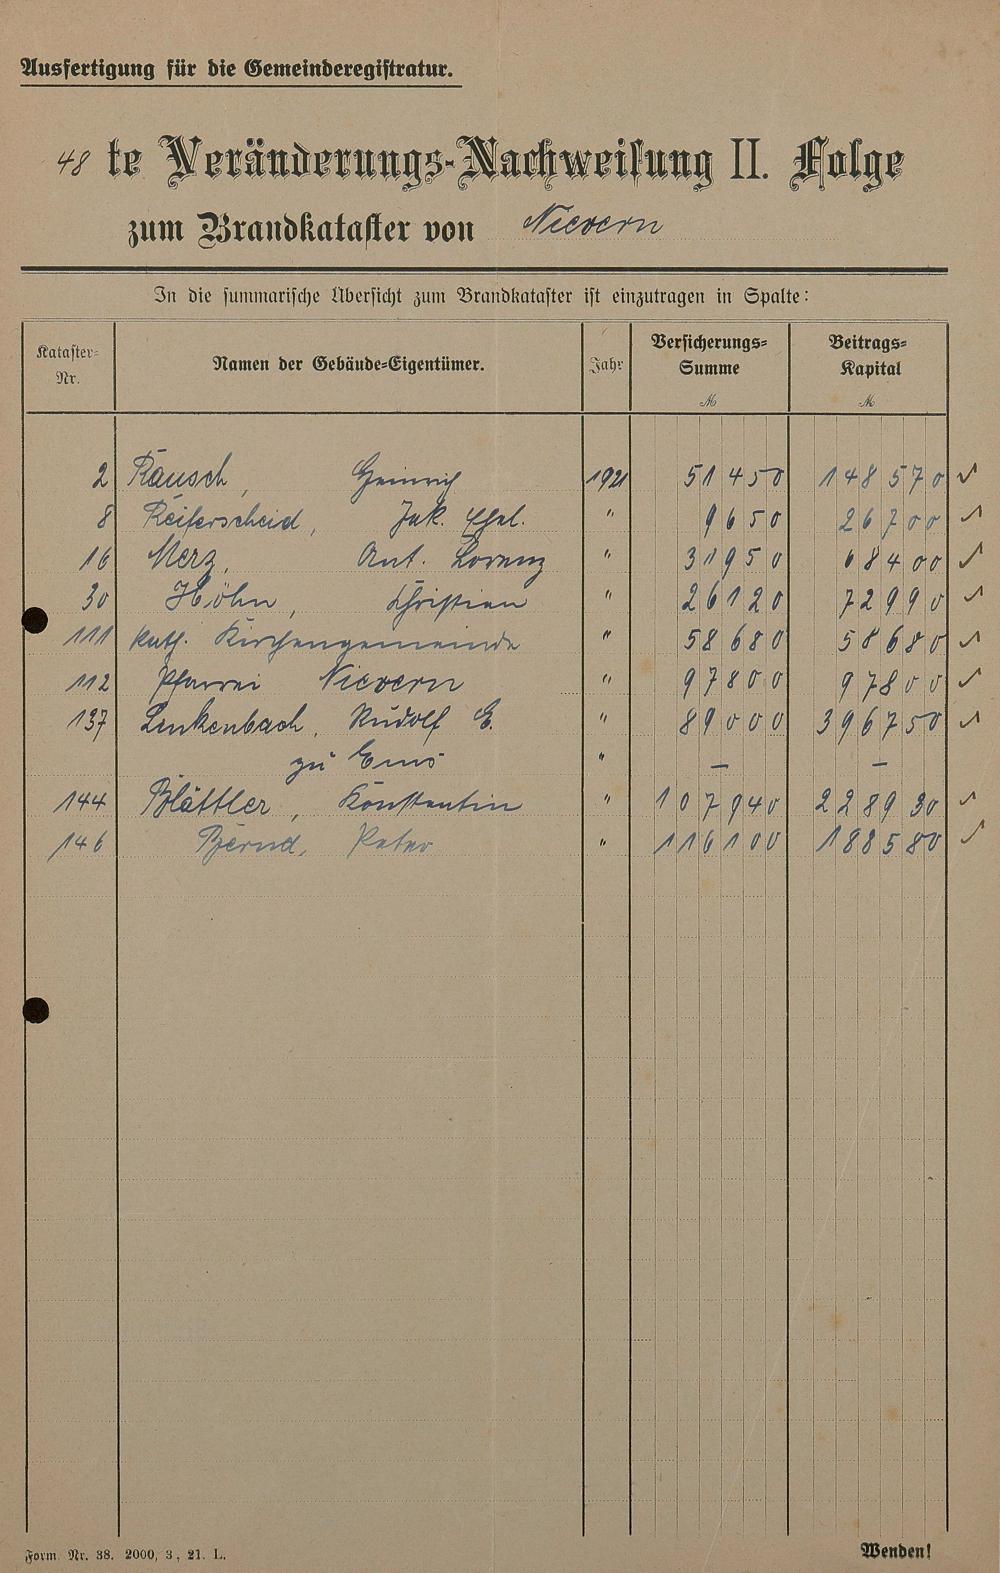 Ausfertigung für die Gemeinderegistratur.
48 te Veränderungs-Nachweisung II. Folge
zum Brandkataster von Nievern
In die summarische Übersicht zum Brandkataster ist einzutragen in Spalte:
Kataster-Nr. Namen der Gebäude-Eigentümer. Jahr Versicherungs-Summe M Beitrags-Kapital M
2 Rausch, Heinrich 1921 51450 148570 ✓
8 Reiferscheid, Jak. " 9650 26700 ✓
16 Merz, Ant. Lorenz " 31950 68400 ✓
30 Höhn, Christian " 26120 72990 ✓
111 kath. Kirchengemeinde " 58680 58680 ✓
112 Pfarrei Nievern " 97800 97800 ✓
137 Linkenbach, Rudolf E. " 89000 396750 ✓
zu Ems " — —
144 Blättler, Konstantin " 107940 228930 ✓
146 Bernd, Peter " 116100 188580 ✓
Form. Nr. 38. 2000, 3, 21. L.
Wenden!